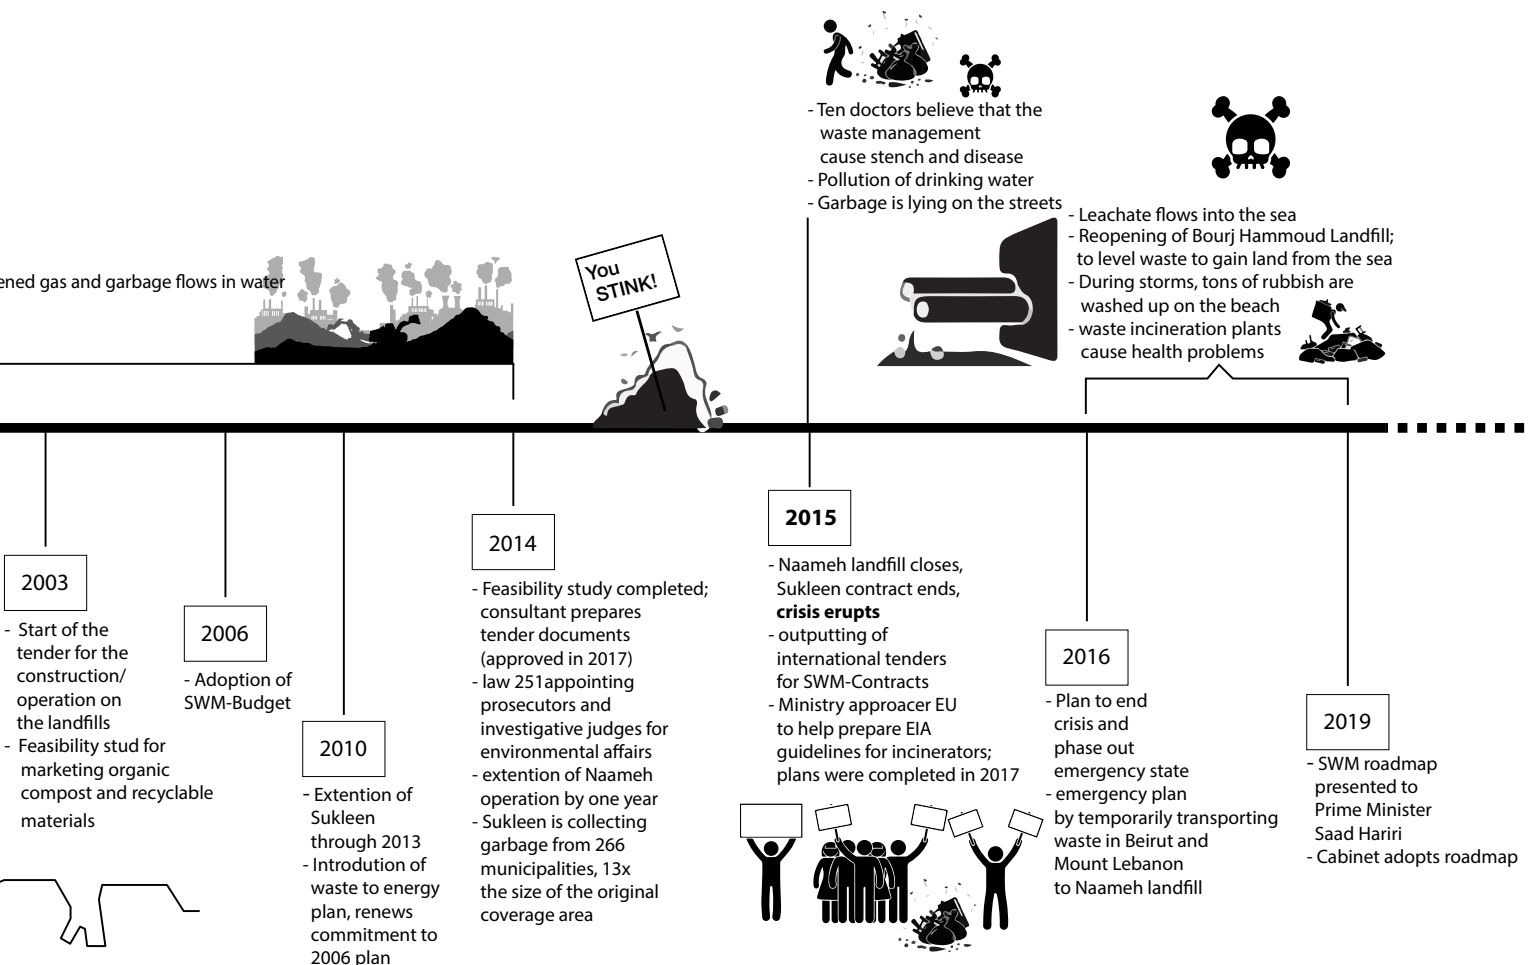 - Ten doctors believe that the
waste management
cause stench and disease
- Pollution of drinking water
- Garbage is lying on the streets
- Leachate flows into the sea
- Reopening of Bourj Hammoud Landfill;
to level waste to gain land from the sea
- During storms, tons of rubbish are
washed up on the beach
- waste incineration plants
cause health problems
ened gas and garbage flows in water
You
STINK!
2003
- Start of the
tender for the
construction/
operation on
the landfills
- Feasibility stud for
marketing organic
compost and recyclable
materials
2006
- Adoption of
SWM-Budget
2010
- Extention of
Sukleen
through 2013
- Introdution of
waste to energy
plan, renews
commitment to
2006 plan
2014
- Feasibility study completed;
consultant prepares
tender documents
(approved in 2017)
- law 251appointing
prosecutors and
investigative judges for
environmental affairs
- extention of Naameh
operation by one year
- Sukleen is collecting
garbage from 266
municipalities, 13x
the size of the original
coverage area
2015
- Naameh landfill closes,
Sukleen contract ends,
crisis erupts
- outputting of
international tenders
for SWM-Contracts
- Ministry approacer EU
to help prepare EIA
guidelines for incinerators;
plans were completed in 2017
2016
- Plan to end
crisis and
phase out
emergency state
- emergency plan
by temporarily transporting
waste in Beirut and
Mount Lebanon
to Naameh landfill
2019
- SWM roadmap
presented to
Prime Minister
Saad Hariri
- Cabinet adopts roadmap